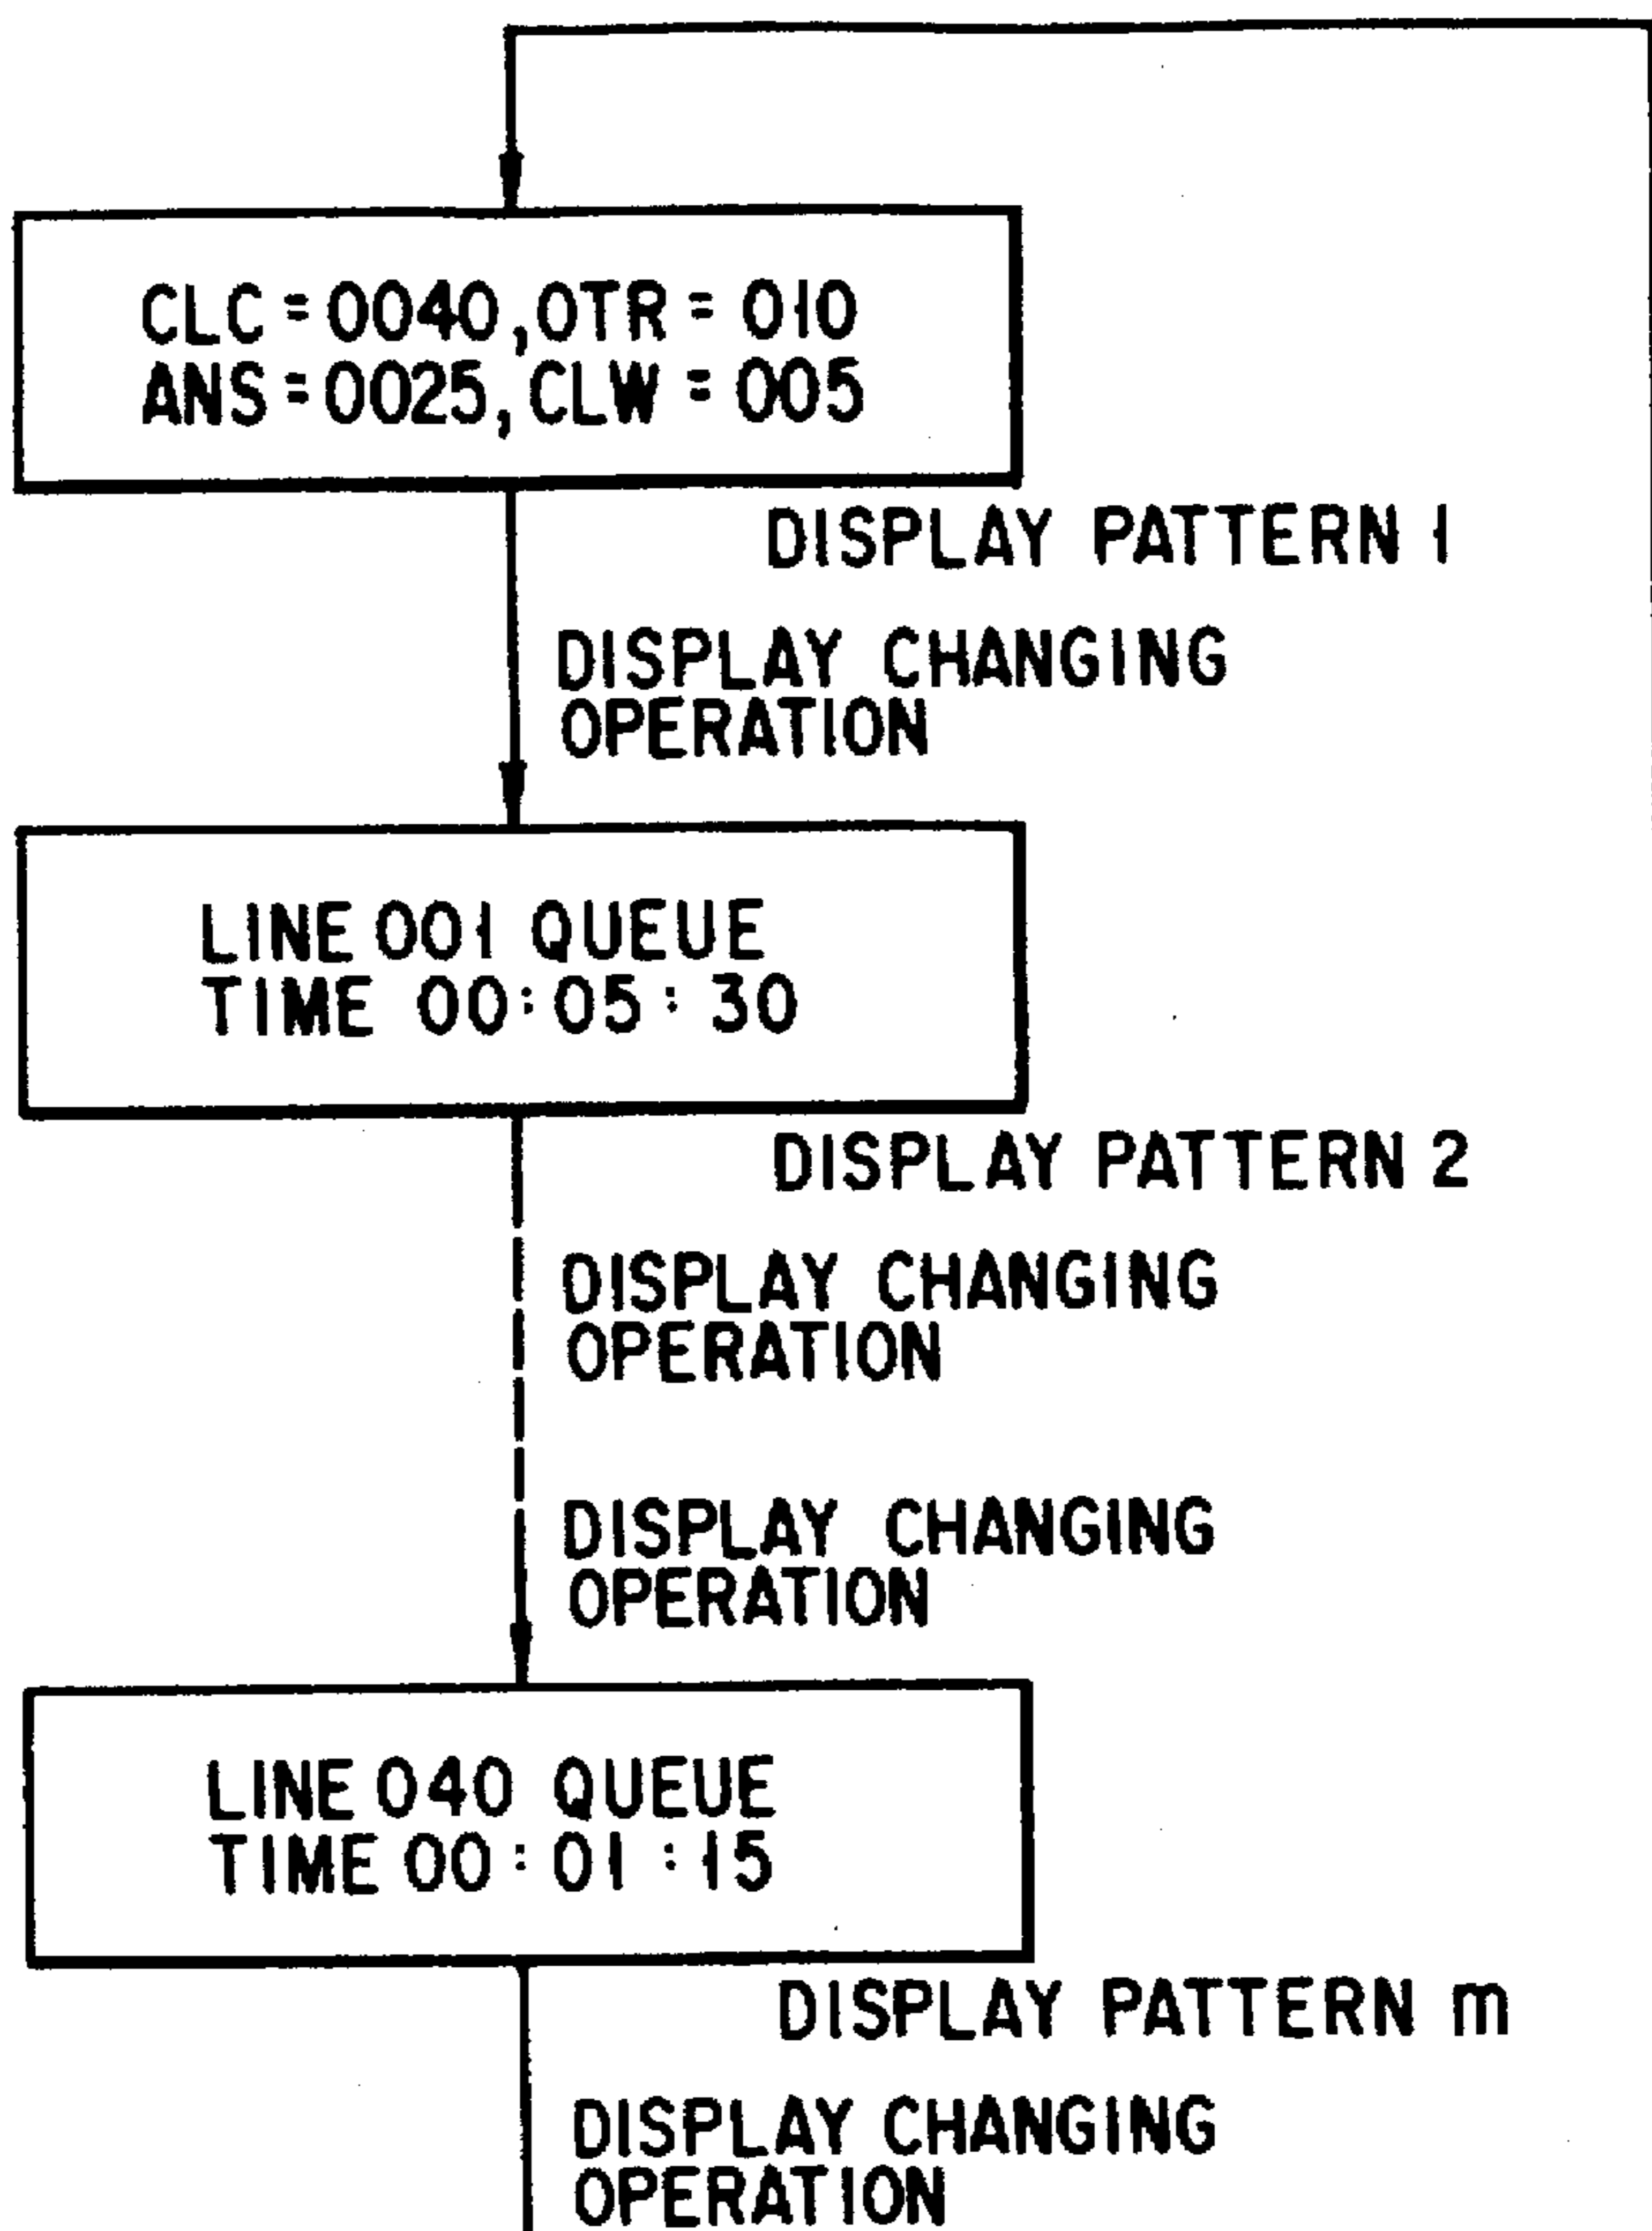 CLC = 0040, OTR = 010
ANS = 0025, CLW = 005
DISPLAY PATTERN 1
DISPLAY CHANGING
OPERATION
LINE 001 QUEUE
TIME 00:05:30
DISPLAY PATTERN 2
DISPLAY CHANGING
OPERATION
DISPLAY CHANGING
OPERATION
LINE 040 QUEUE
TIME 00:01:15
DISPLAY PATTERN m
DISPLAY CHANGING
OPERATION